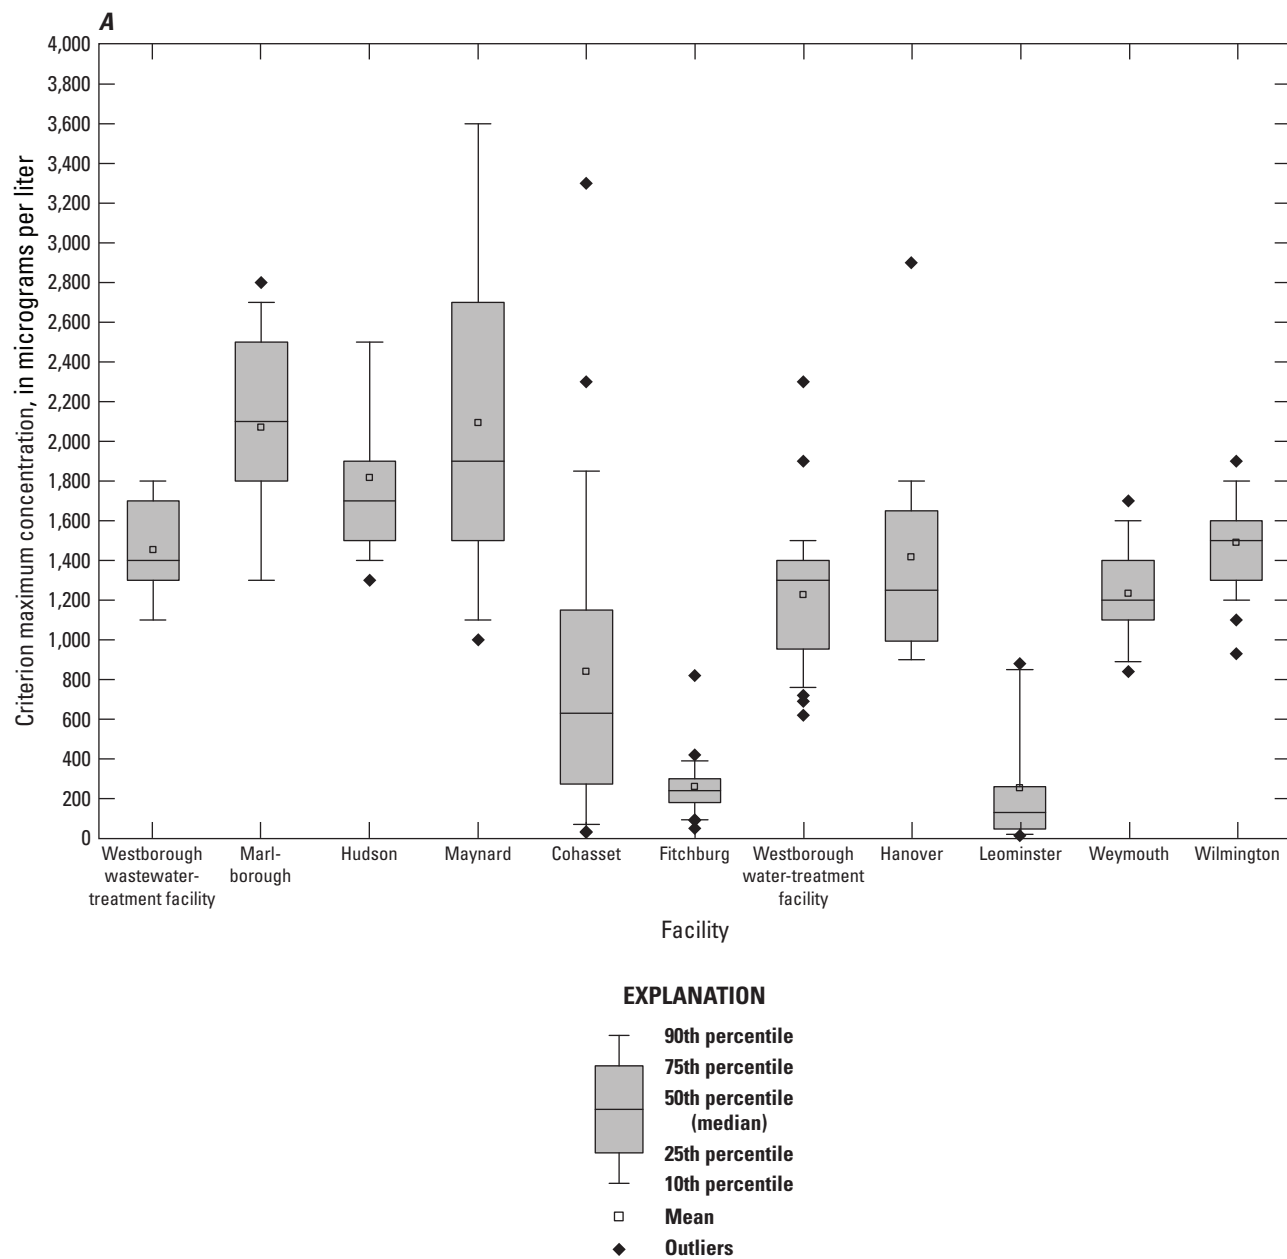 A
4,000
3,800
3,600
3,400
3,200
3,000
2,800
2,600
2,400
2,200
2,000
1,800
1,600
1,400
1,200
1,000
800
600
400
200
0
Criterion maximum concentration, in micrograms per liter
Westborough
wastewater-
treatment facility
Marl-
borough
Hudson
Maynard
Cohasset
Fitchburg
Westborough
water-treatment
facility
Hanover
Leominster
Weymouth
Wilmington
Facility
EXPLANATION
90th percentile
75th percentile
50th percentile
(median)
25th percentile
10th percentile
Mean
Outliers